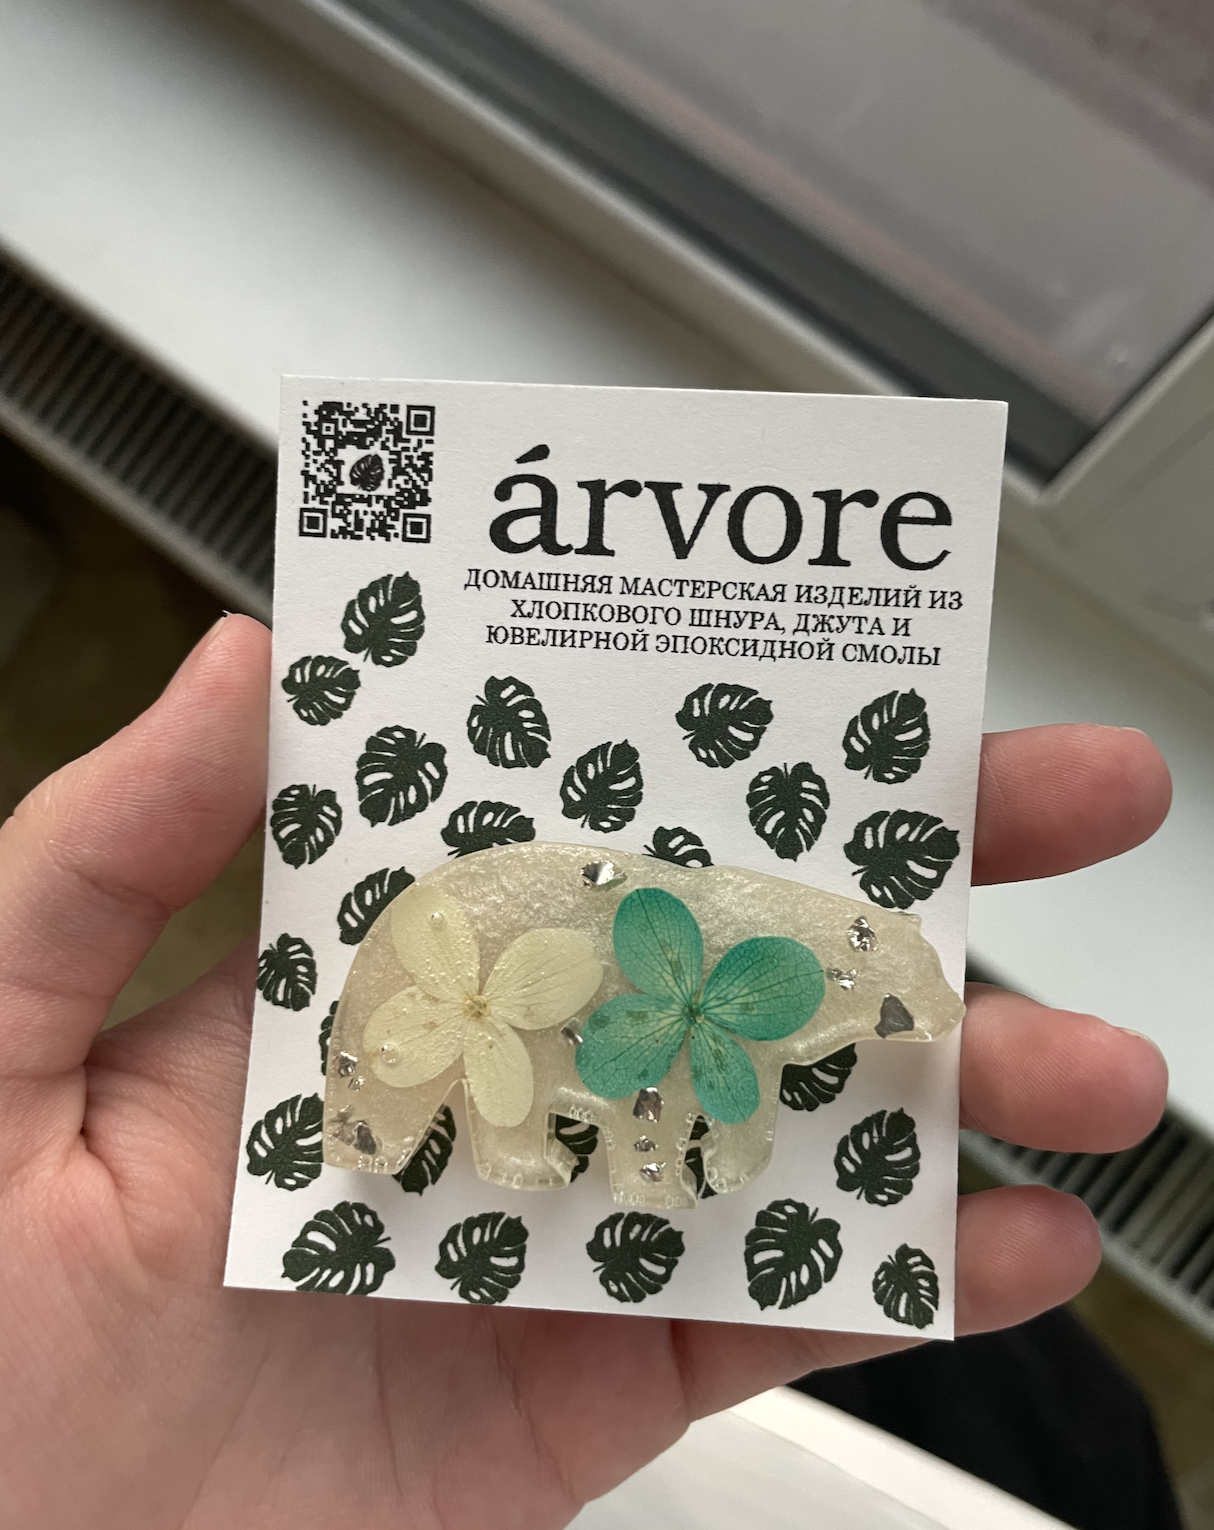 árvore
ДОМАШНЯЯ МАСТЕРСКАЯ ИЗДЕЛИЙ ИЗ
ХЛОПКОВОГО ШНУРА, ДЖУТА И
ЮВЕЛИРНОЙ ЭПОКСИДНОЙ СМОЛЫ